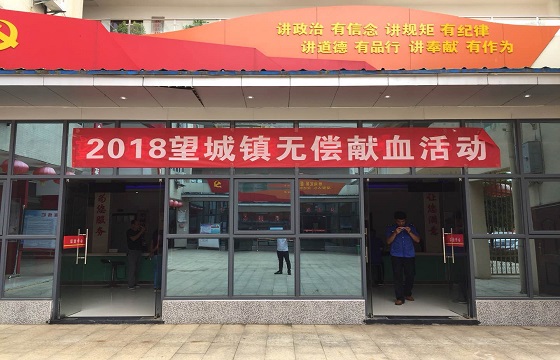 讲政治 有信念 讲规矩 有纪律
讲道德 有品行 讲奉献 有作为
2018望城镇无偿献血活动